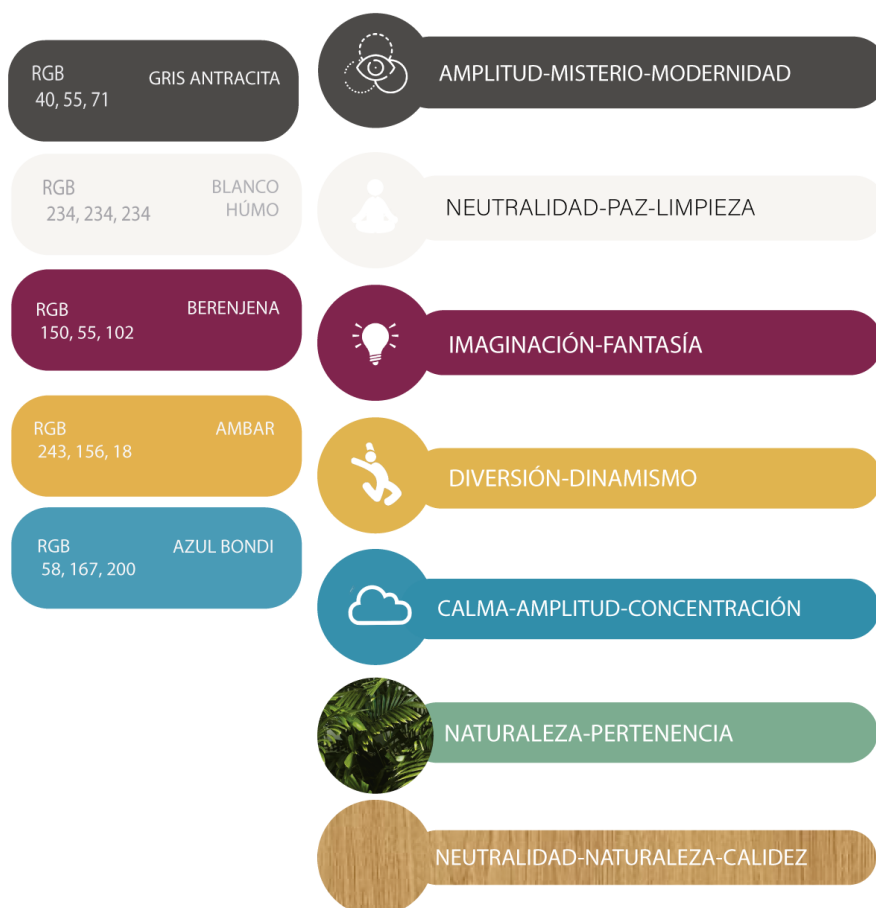 RGB
GRIS ANTRACITA
40, 55, 71
AMPLITUD-MISTERIO-MODERNIDAD
RGB
234, 234, 234
BLANCO
HÚMO
NEUTRALIDAD-PAZ-LIMPIEZA
RGB
BERENJENA
150, 55, 102
IMAGINACIÓN-FANTASÍA
RGB
AMBAR
243, 156, 18
DIVERSIÓN-DINAMISMO
RGB
AZUL BONDI
58, 167, 200
CALMA-AMPLITUD-CONCENTRACIÓN
NATURALEZA-PERTENENCIA
NEUTRALIDAD-NATURALEZA-CALIDEZ